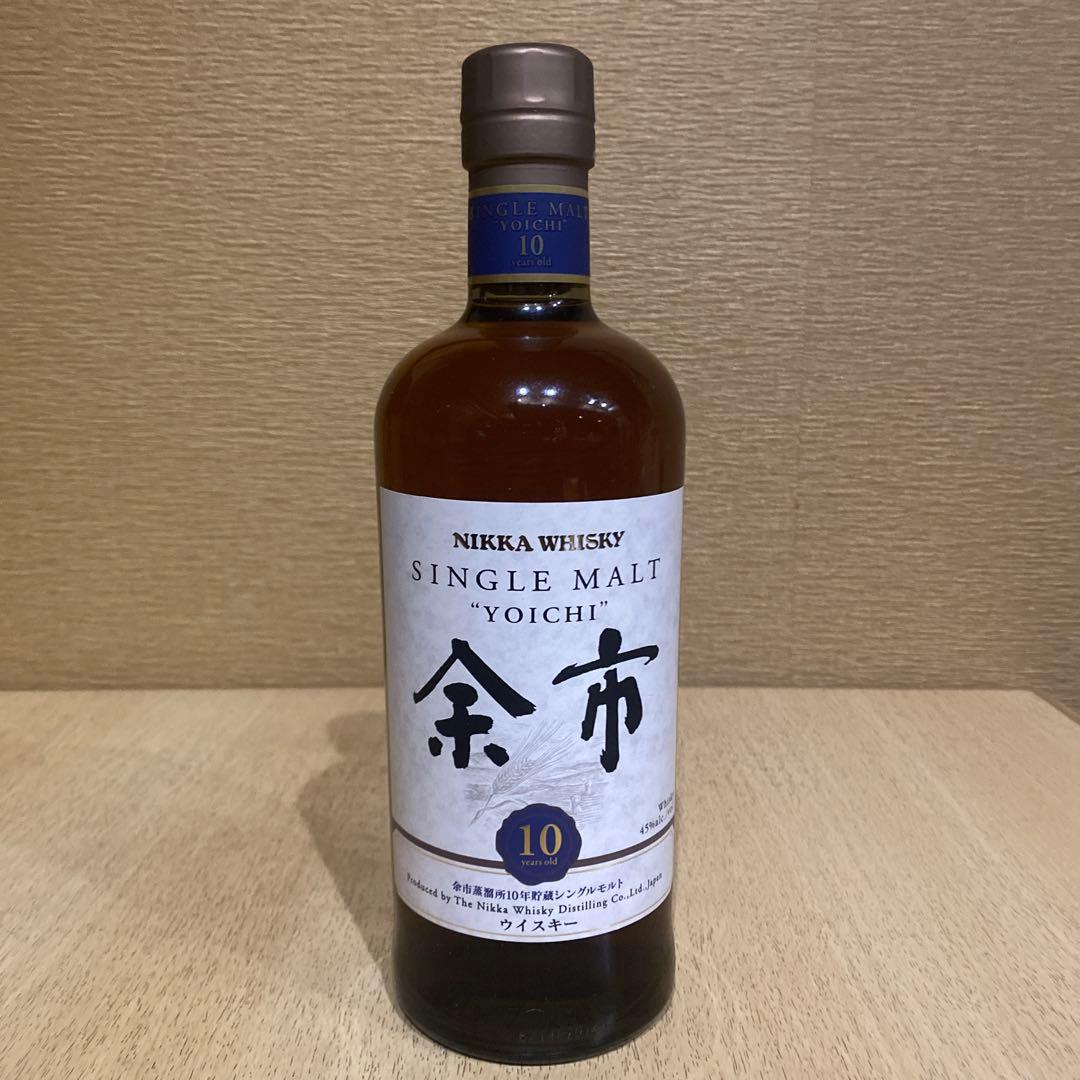 SINGLE MALT
"YOICHI"
10
years old
NIKKA WHISKY
SINGLE MALT
"YOICHI"
余市
45%alc.
10
years old
余市蒸溜所10年貯蔵シングルモルト
Produced by The Nikka Whisky Distilling Co.,Ltd.,Japan
ウイスキー